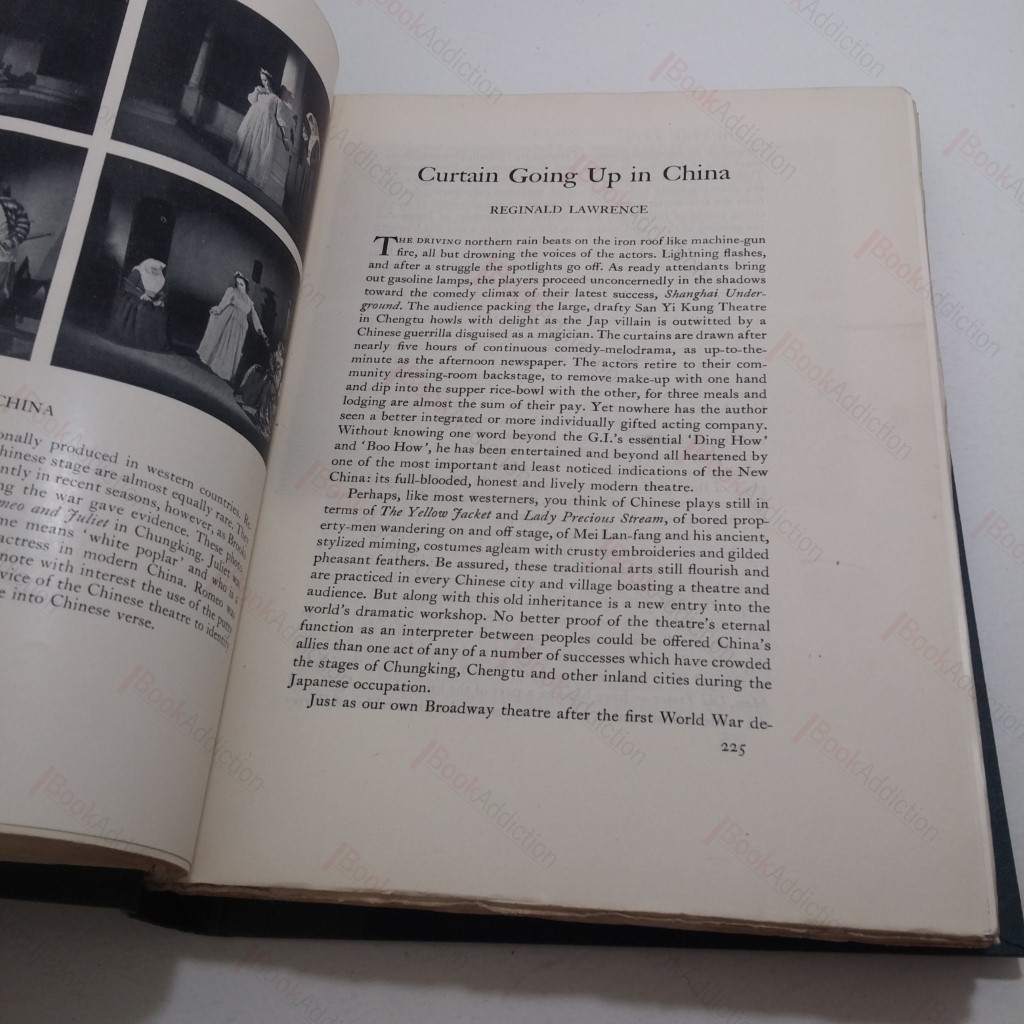 CHINA
onally produced in western countries.
hinese stage are almost equally rare. They
ntly in recent seasons, however, as Brooks
ng the war gave evidence. These photo-
meo and Juliet in Chungking. Juliet was
ne means 'white poplar' and who is a
actress in modern China. Romeo was
note with interest the use of the putty
vice of the Chinese theatre to identify
e into Chinese verse.
Curtain Going Up in China
REGINALD LAWRENCE
THE DRIVING northern rain beats on the iron roof like machine-gun
fire, all but drowning the voices of the actors. Lightning flashes,
and after a struggle the spotlights go off. As ready attendants bring
out gasoline lamps, the players proceed unconcernedly in the shadows
toward the comedy climax of their latest success, Shanghai Under-
ground. The audience packing the large, drafty San Yi Kung Theatre
in Chengtu howls with delight as the Jap villain is outwitted by a
Chinese guerrilla disguised as a magician. The curtains are drawn after
nearly five hours of continuous comedy-melodrama, as up-to-the-
minute as the afternoon newspaper. The actors retire to their com-
munity dressing-room backstage, to remove make-up with one hand
and dip into the supper rice-bowl with the other, for three meals and
lodging are almost the sum of their pay. Yet nowhere has the author
seen a better integrated or more individually gifted acting company.
Without knowing one word beyond the G.I.'s essential 'Ding How'
and 'Boo How', he has been entertained and beyond all heartened by
one of the most important and least noticed indications of the New
China: its full-blooded, honest and lively modern theatre.
Perhaps, like most westerners, you think of Chinese plays still in
terms of The Yellow Jacket and Lady Precious Stream, of bored prop-
erty-men wandering on and off stage, of Mei Lan-fang and his ancient,
stylized miming, costumes agleam with crusty embroideries and gilded
pheasant feathers. Be assured, these traditional arts still flourish and
are practiced in every Chinese city and village boasting a theatre and
audience. But along with this old inheritance is a new entry into the
world's dramatic workshop. No better proof of the theatre's eternal
function as an interpreter between peoples could be offered China's
allies than one act of any of a number of successes which have crowded
the stages of Chungking, Chengtu and other inland cities during the
Japanese occupation.
Just as our own Broadway theatre after the first World War de-
225
BookAddiction